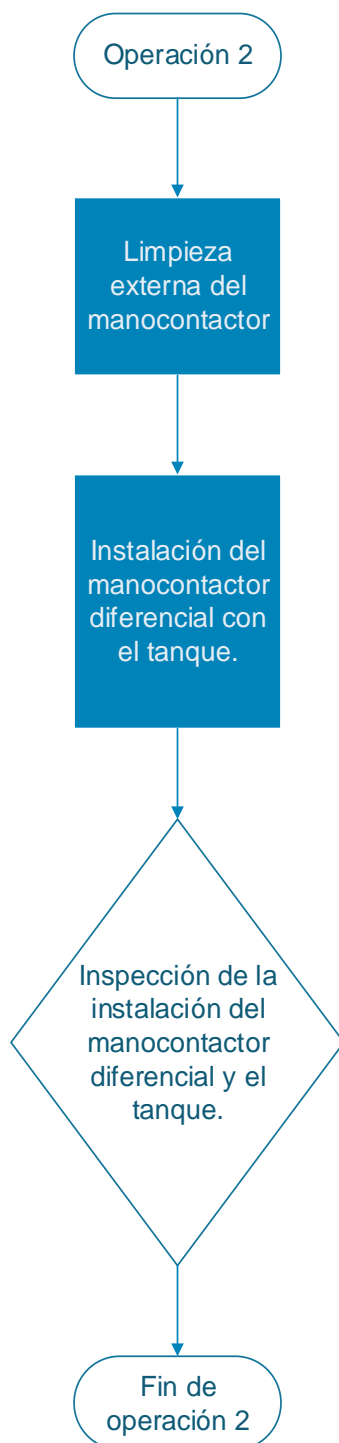 Operación 2
Limpieza
externa del
manocontactor
Instalación del
manocontactor
diferencial con
el tanque.
Inspección de la
instalación del
manocontactor
diferencial y el
tanque.
Fin de
operación 2